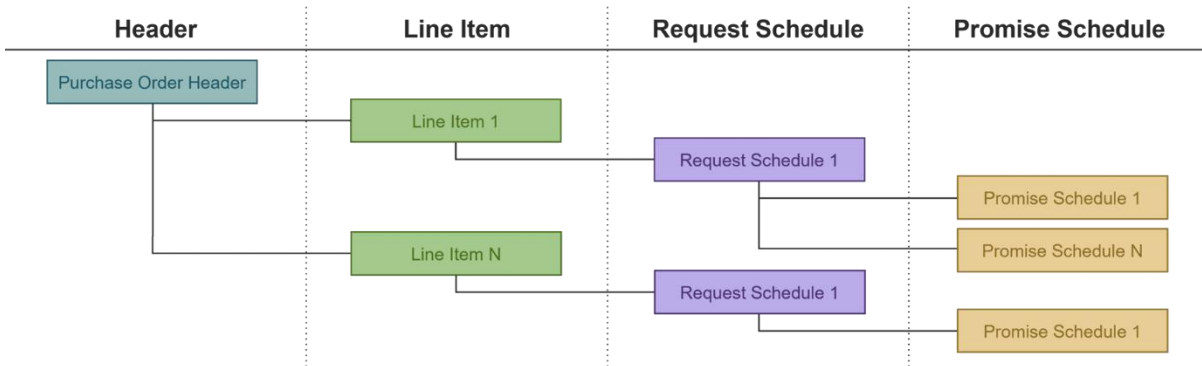 Header
Line Item
Request Schedule
Promise Schedule
Purchase Order Header
Line Item 1
Request Schedule 1
Promise Schedule 1
Promise Schedule N
Line Item N
Request Schedule 1
Promise Schedule 1